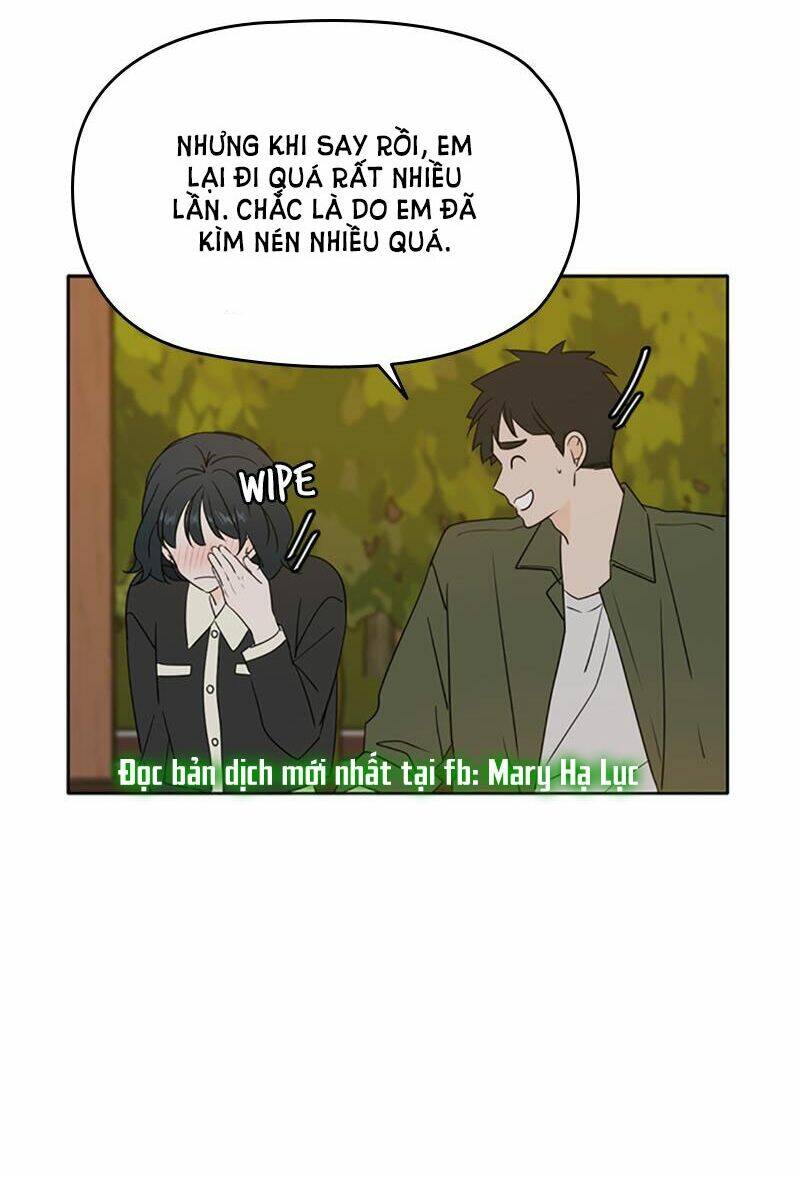 NHƯNG KHI SAY RỒI, EM
LẠI ĐI QUÁ RẤT NHIỀU
LẦN. CHẮC LÀ DO EM ĐÃ
KÌM NÉN NHIỀU QUÁ.
WIPE
Đọc bản dịch mới nhất tại fb: Mary Hạ Lục